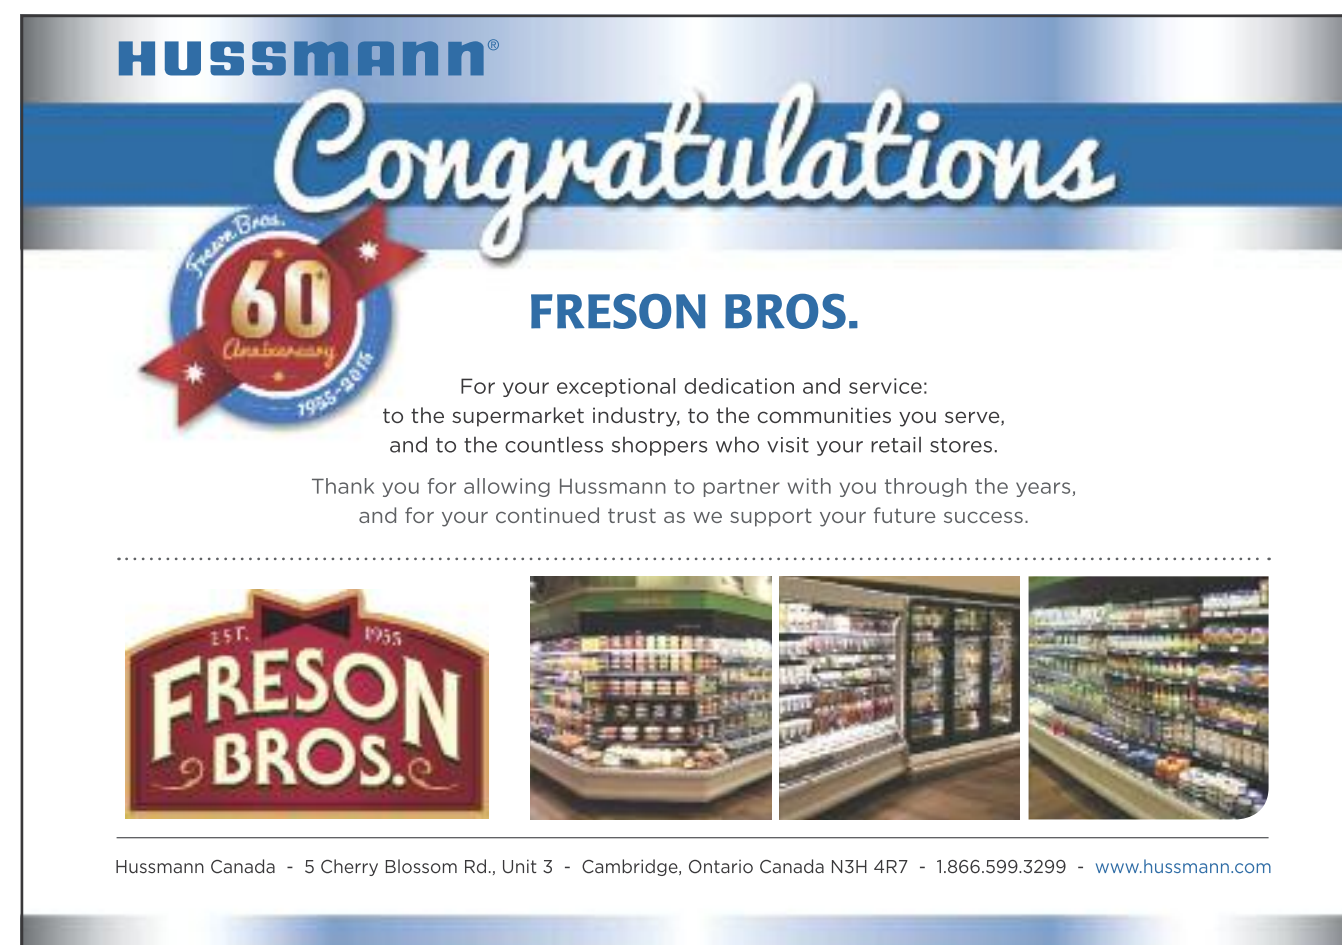 HUSSMANN®
Congratulations
Freson Bros.
60
Anniversary
1955-2015
FRESON BROS.
For your exceptional dedication and service:
to the supermarket industry, to the communities you serve,
and to the countless shoppers who visit your retail stores.
Thank you for allowing Hussmann to partner with you through the years,
and for your continued trust as we support your future success.
EST. 1955
FRESON
BROS.
Hussmann Canada - 5 Cherry Blossom Rd., Unit 3 - Cambridge, Ontario Canada N3H 4R7 - 1.866.599.3299 - www.hussmann.com